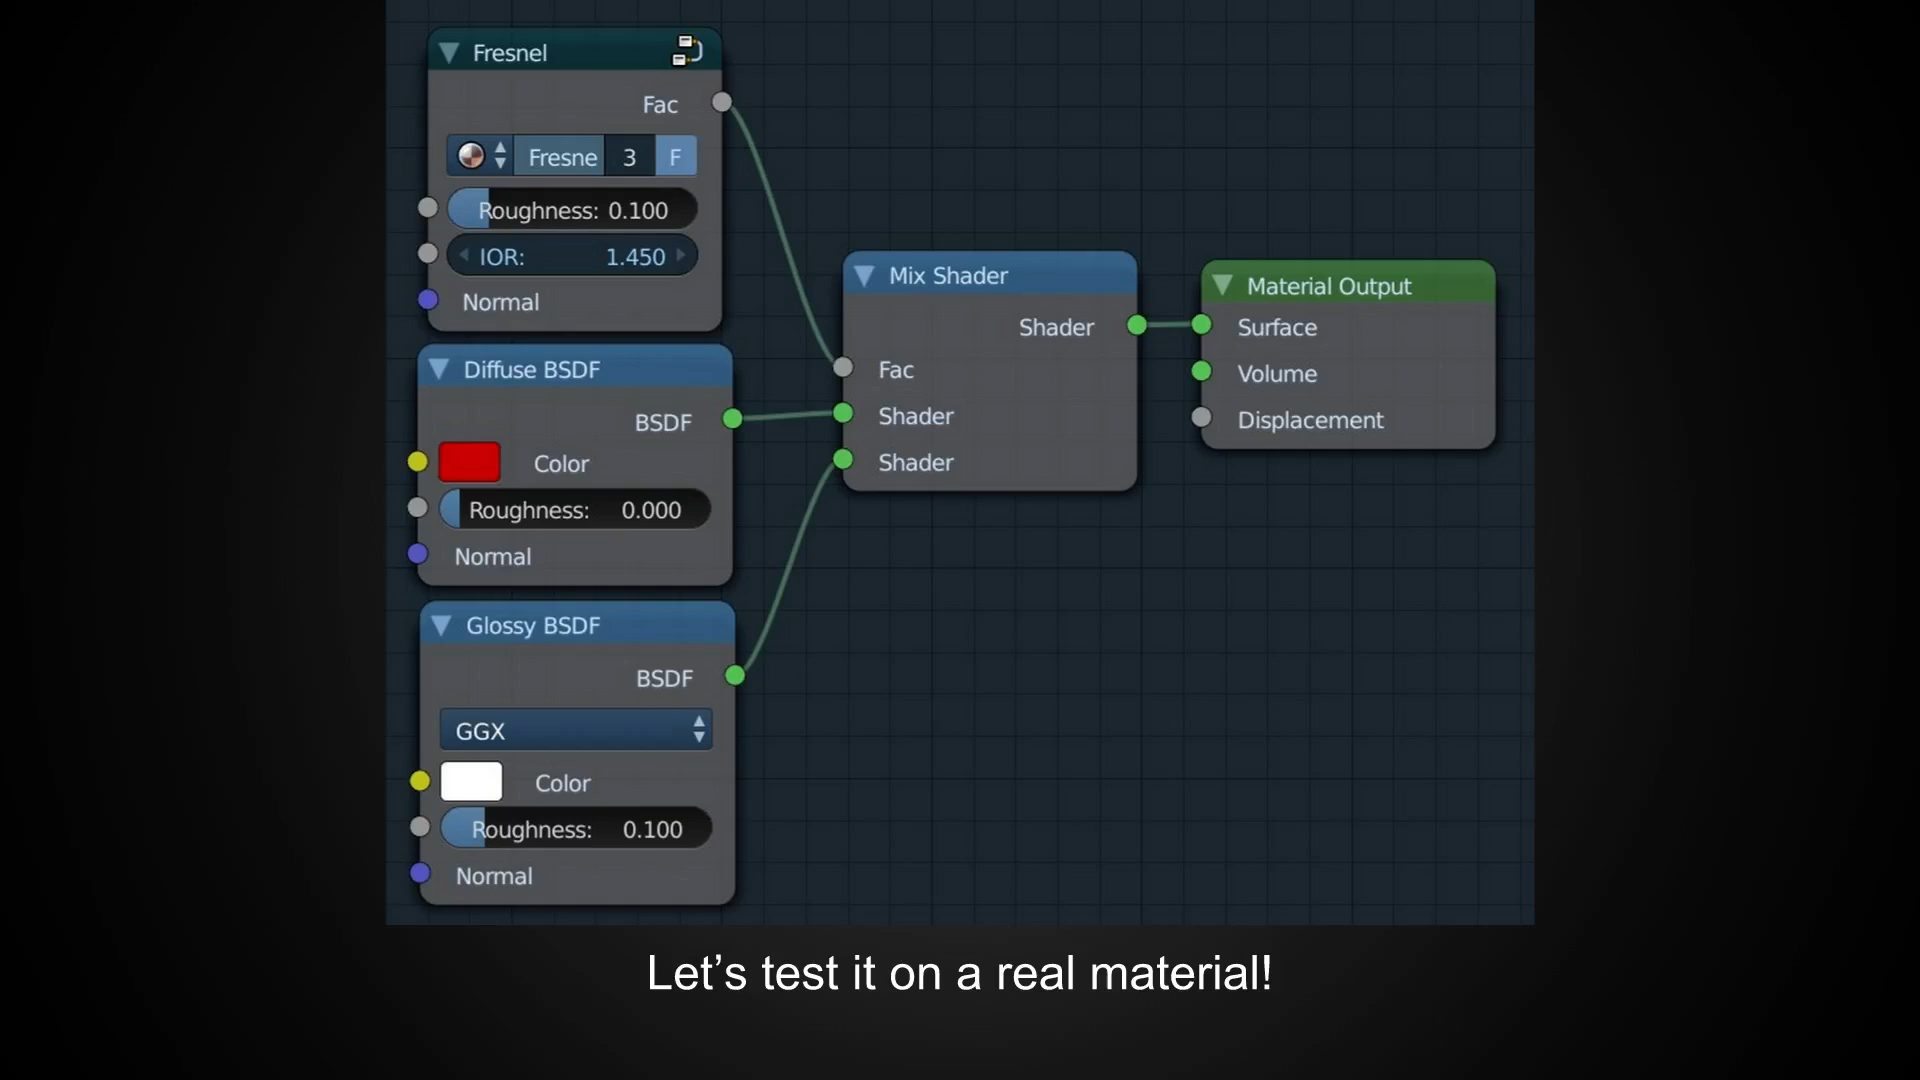 Fresnel
Fac
Fresne 3 F
Roughness: 0.100
IOR: 1.450
Normal
Diffuse BSDF
BSDF
Color
Roughness: 0.000
Normal
Glossy BSDF
BSDF
GGX
Color
Roughness: 0.100
Normal
Mix Shader
Shader
Fac
Shader
Shader
Material Output
Surface
Volume
Displacement
Let’s test it on a real material!